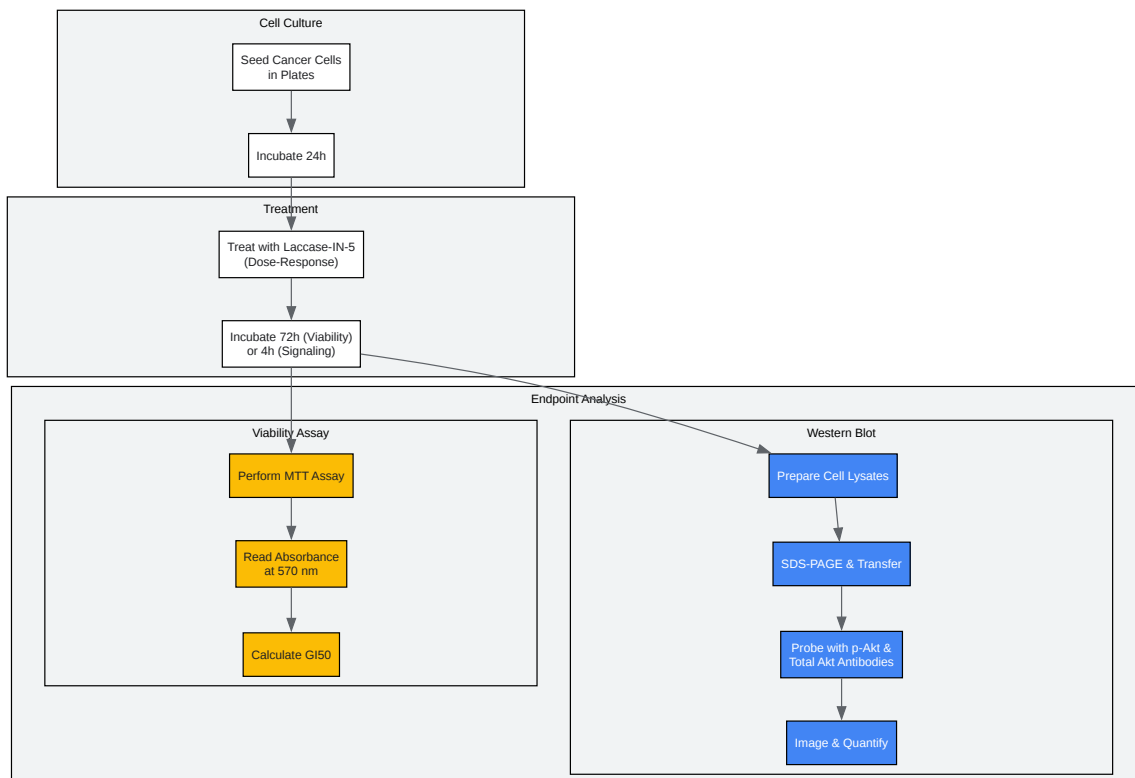 Cell Culture
Seed Cancer Cells
in Plates
Incubate 24h
Treatment
Treat with Laccase-IN-5
(Dose-Response)
Incubate 72h (Viability)
or 4h (Signaling)
Endpoint Analysis
Viability Assay
Perform MTT Assay
Read Absorbance
at 570 nm
Calculate GI50
Western Blot
Prepare Cell Lysates
SDS-PAGE & Transfer
Probe with p-Akt &
Total Akt Antibodies
Image & Quantify